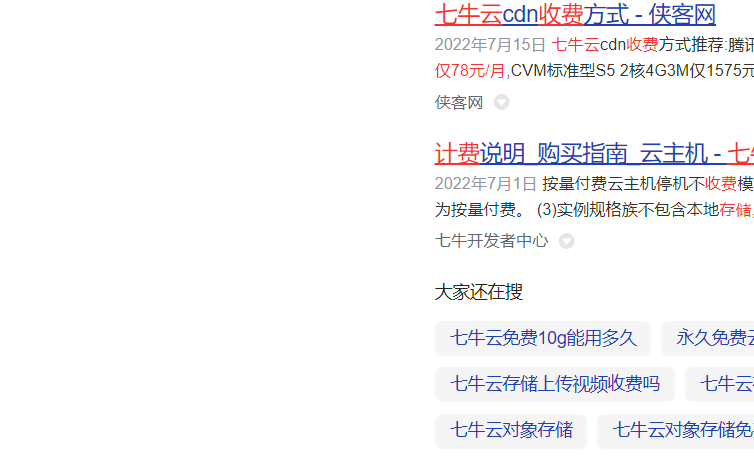 七牛云cdn收费方式 - 侠客网
2022年7月15日 七牛云cdn收费方式推荐:腾讯
仅78元/月,CVM标准型S5 2核4G3M仅1575元
侠客网
计费说明_购买指南_云主机 - 七牛
2022年7月1日 按量付费云主机停机不收费模
为按量付费。 (3)实例规格族不包含本地存储,
七牛开发者中心
大家还在搜
七牛云免费10g能用多久 永久免费云
七牛云存储上传视频收费吗 七牛云
七牛云对象存储 七牛云对象存储免